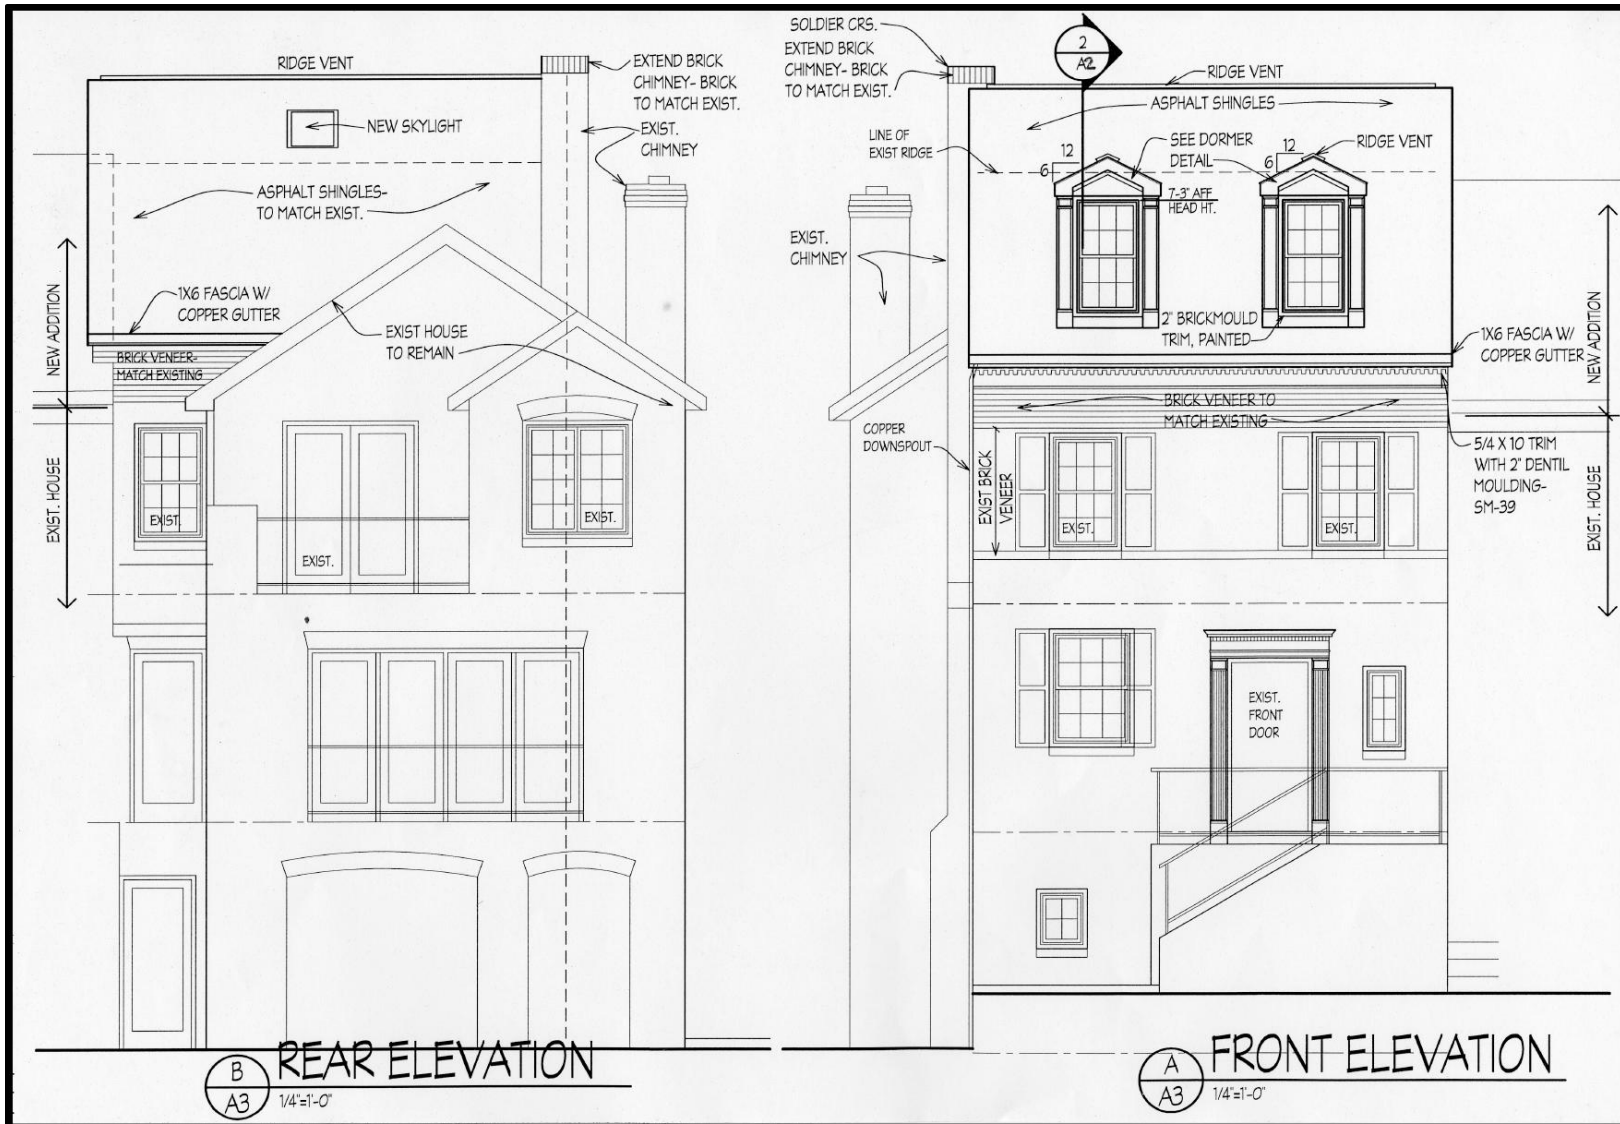 RIDGE VENT
EXTEND BRICK
CHIMNEY- BRICK
TO MATCH EXIST.
NEW SKYLIGHT
EXIST.
CHIMNEY
ASPHALT SHINGLES-
TO MATCH EXIST.
1X6 FASCIA W/
COPPER GUTTER
NEW ADDITION
EXIST HOUSE
TO REMAIN
BRICK VENEER-
MATCH EXISTING
EXIST. HOUSE
EXIST.
EXIST.
EXIST.
B
A3
REAR ELEVATION
1/4"=1'-0"
SOLDIER CRS.
EXTEND BRICK
CHIMNEY- BRICK
TO MATCH EXIST.
2
A2
RIDGE VENT
ASPHALT SHINGLES
LINE OF
EXIST RIDGE
12
6
SEE DORMER
DETAIL
12
6
RIDGE VENT
7-3" AFF
HEAD HT.
EXIST.
CHIMNEY
2" BRICKMOULD
TRIM, PAINTED
1X6 FASCIA W/
COPPER GUTTER
NEW ADDITION
BRICK VENEER TO
MATCH EXISTING
COPPER
DOWNSPOUT
EXIST BRICK
VENEER
5/4 X 10 TRIM
WITH 2" DENTIL
MOULDING-
SM-39
EXIST. HOUSE
EXIST.
EXIST.
EXIST.
FRONT
DOOR
A
A3
FRONT ELEVATION
1/4"=1'-0"